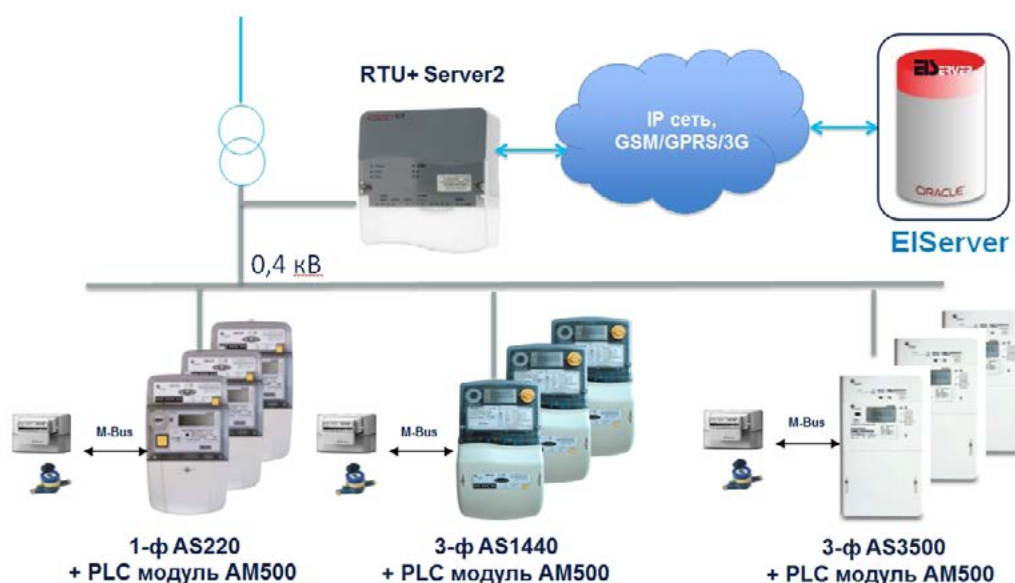 RTU+ Server2
IP сеть,
GSM/GPRS/3G
EIServer
ORACLE
EIServer
0,4 кВ
M-Bus
M-Bus
M-Bus
1-ф AS220
+ PLC модуль AM500
3-ф AS1440
+ PLC модуль AM500
3-ф AS3500
+ PLC модуль AM500